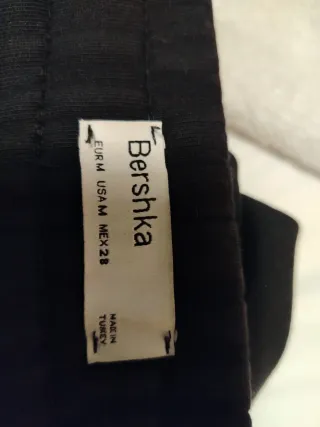 Bershka
EUR M USA M MEX 28
MADE IN
TURKEY